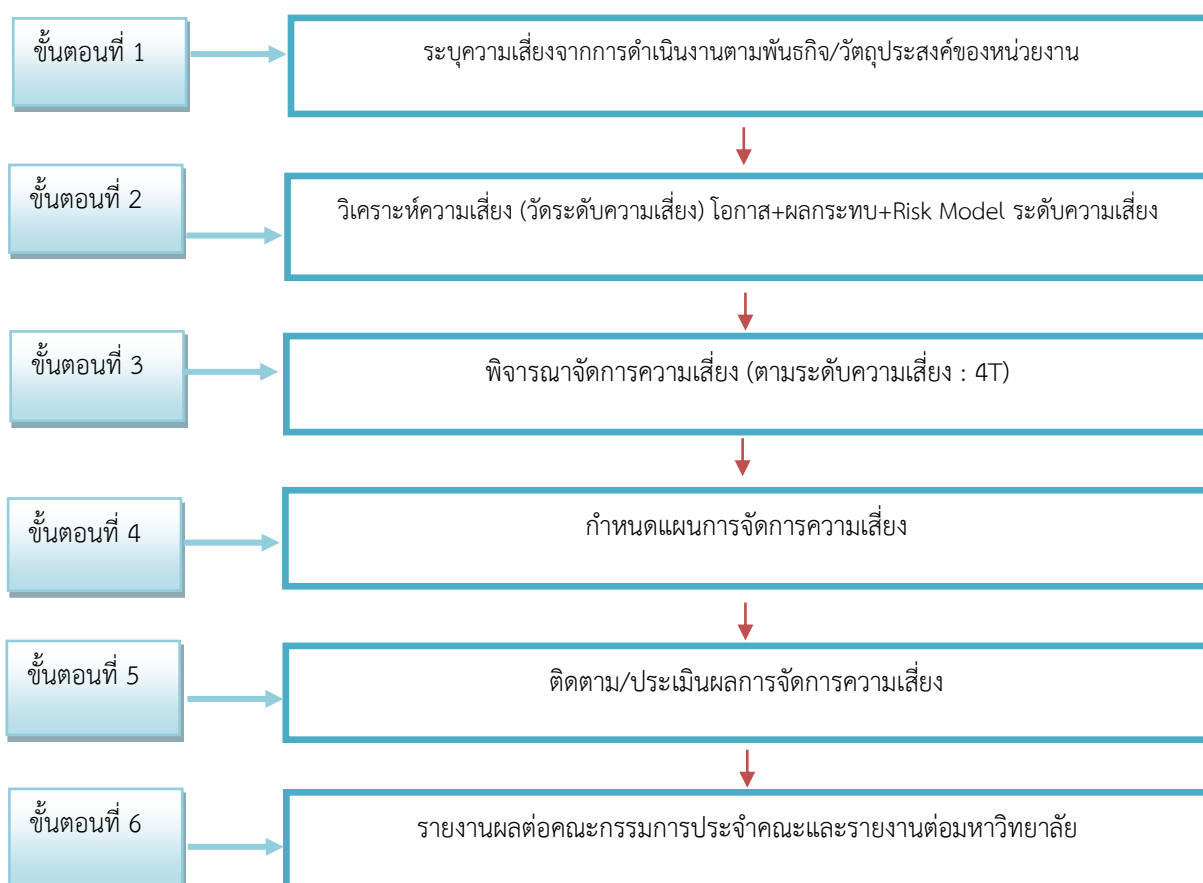 ขั้นตอนที่ 1
ระบุความเสี่ยงจากการดำเนินงานตามพันธกิจ/วัตถุประสงค์ของหน่วยงาน
ขั้นตอนที่ 2
วิเคราะห์ความเสี่ยง (วัดระดับความเสี่ยง) โอกาส+ผลกระทบ+Risk Model ระดับความเสี่ยง
ขั้นตอนที่ 3
พิจารณาจัดการความเสี่ยง (ตามระดับความเสี่ยง : 4T)
ขั้นตอนที่ 4
กำหนดแผนการจัดการความเสี่ยง
ขั้นตอนที่ 5
ติดตาม/ประเมินผลการจัดการความเสี่ยง
ขั้นตอนที่ 6
รายงานผลต่อคณะกรรมการประจำคณะและรายงานต่อมหาวิทยาลัย